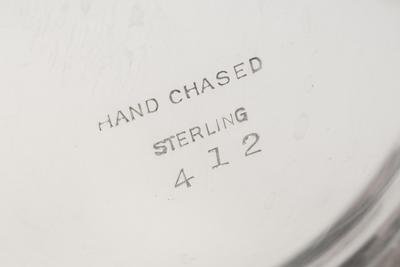 HAND CHASED
STERLING
412